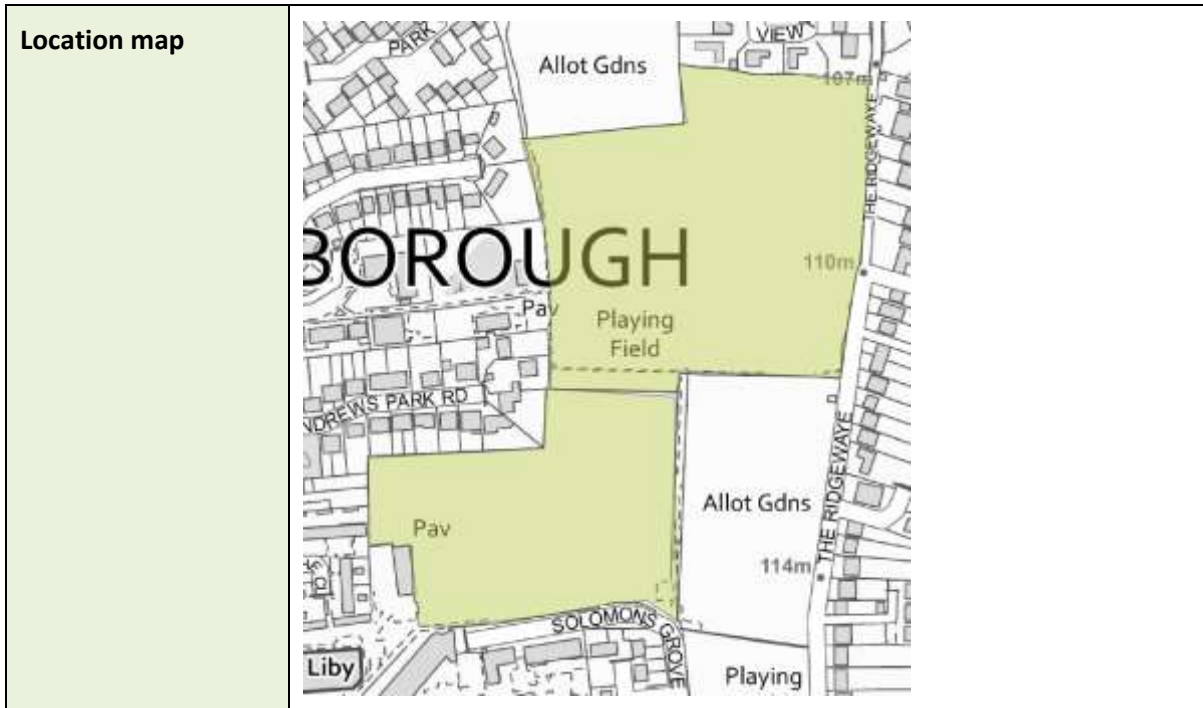 Location map
PARK
Allot Gdns
VIEW
107m
THE RIDGEWAYE
BOROUGH
110m
Pav
Playing
Field
NDREWS PARK RD
Allot Gdns
THE RIDGEWAYE
Pav
114m
SOLOMONS GROVE
Liby
Playing